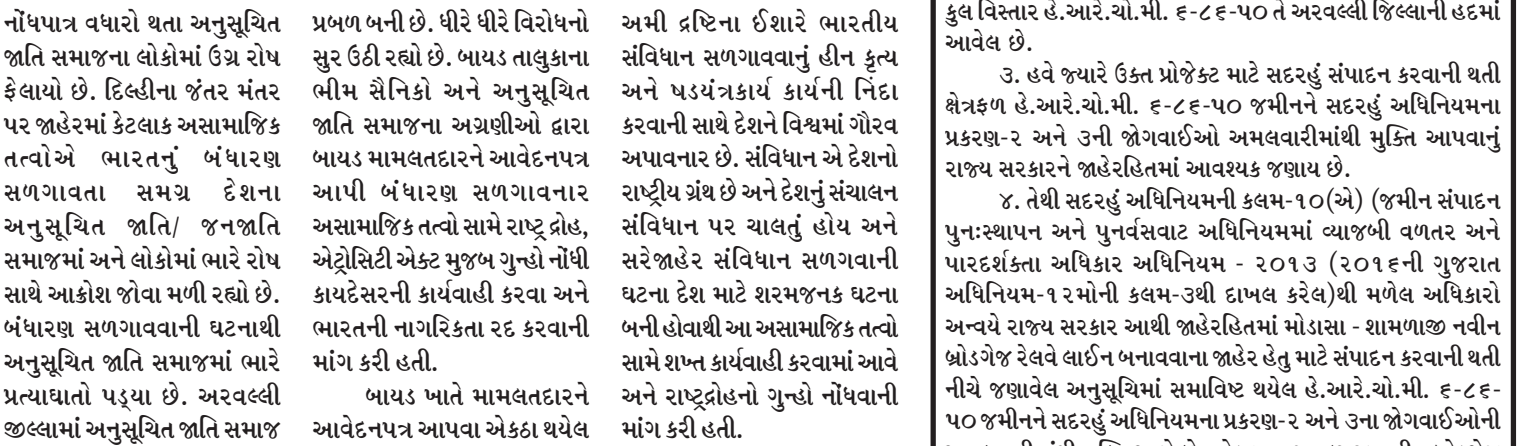 નોંધપાત્ર વધારો થતા અનુસૂચિત
જાતિ સમાજના લોકોમાં ઉગ્ર રોષ
ફેલાયો છે. દિલ્હીના જંતર મંતર
પર જાહેરમાં કેટલાક અસામાજિક
તત્વોએ ભારતનું બંધારણ
સળગાવતા સમગ્ર દેશના
અનુસૂચિત જાતિ/ જનજાતિ
સમાજમાં અને લોકોમાં ભારે રોષ
સાથે આક્રોશ જોવા મળી રહ્યો છે.
બંધારણ સળગાવવાની ઘટનાથી
અનુસૂચિત જાતિ સમાજમાં ભારે
પ્રત્યાઘાતો પડ્યા છે. અરવલ્લી
જીલ્લામાં અનુસૂચિત જાતિ સમાજ
પ્રબળ બની છે. ધીરે ધીરે વિરોધનો
સુર ઉઠી રહ્યો છે. બાયડ તાલુકાના
ભીમ સૈનિકો અને અનુસૂચિત
જાતિ સમાજના અગ્રણીઓ દ્વારા
બાયડ મામલતદારને આવેદનપત્ર
આપી બંધારણ સળગાવનાર
અસામાજિક તત્વો સામે રાષ્ટ્ર દ્રોહ,
એટ્રોસિટી એક્ટ મુજબ ગુન્હો નોંધી
કાયદેસરની કાર્યવાહી કરવા અને
ભારતની નાગરિકતા રદ કરવાની
માંગ કરી હતી.
બાયડ ખાતે મામલતદારને
આવેદનપત્ર આપવા એકઠા થયેલ
અમી દ્રષ્ટિના ઈશારે ભારતીય
સંવિધાન સળગાવવાનું હીન કૃત્ય
અને ષડયંત્રકાર્ય કાર્યની નિંદા
કરવાની સાથે દેશને વિશ્વમાં ગૌરવ
અપાવનાર છે. સંવિધાન એ દેશનો
રાષ્ટ્રીય ગ્રંથ છે અને દેશનું સંચાલન
સંવિધાન પર ચાલતું હોય અને
સરેજાહેર સંવિધાન સળગવાની
ઘટના દેશ માટે શરમજનક ઘટના
બની હોવાથી આ અસામાજિક તત્વો
સામે શખ્ત કાર્યવાહી કરવામાં આવે
અને રાષ્ટ્રદ્રોહનો ગુન્હો નોંધવાની
માંગ કરી હતી.
કુલ વિસ્તાર હે.આરે.ચો.મી. ૬-૮૬-૫૦ તે અરવલ્લી જિલ્લાની હદમાં
આવેલ છે.
૩. હવે જ્યારે ઉક્ત પ્રોજેક્ટ માટે સદરહું સંપાદન કરવાની થતી
ક્ષેત્રફળ હે.આરે.ચો.મી. ૬-૮૬-૫૦ જમીનને સદરહું અધિનિયમના
પ્રકરણ-૨ અને ૩ની જોગવાઈઓ અમલવારીમાંથી મુક્તિ આપવાનું
રાજ્ય સરકારને જાહેરહિતમાં આવશ્યક જણાય છે.
૪. તેથી સદરહું અધિનિયમની કલમ-૧૦(એ) (જમીન સંપાદન
પુનઃસ્થાપન અને પુનર્વસવાટ અધિનિયમમાં વ્યાજબી વળતર અને
પારદર્શકતા અધિકાર અધિનિયમ - ૨૦૧૩ (૨૦૧૬ની ગુજરાત
અધિનિયમ-૧૨મોની કલમ-૩થી દાખલ કરેલ)થી મળેલ અધિકારો
અન્વયે રાજ્ય સરકાર આથી જાહેરહિતમાં મોડાસા - શામળાજી નવીન
બ્રોડગેજ રેલવે લાઈન બનાવવાના જાહેર હેતુ માટે સંપાદન કરવાની થતી
નીચે જણાવેલ અનુસૂચિમાં સમાવિષ્ટ થયેલ હે.આરે.ચો.મી. ૬-૮૬-
૫૦ જમીનને સદરહું અધિનિયમના પ્રકરણ-૨ અને ૩ના જોગવાઈઓની